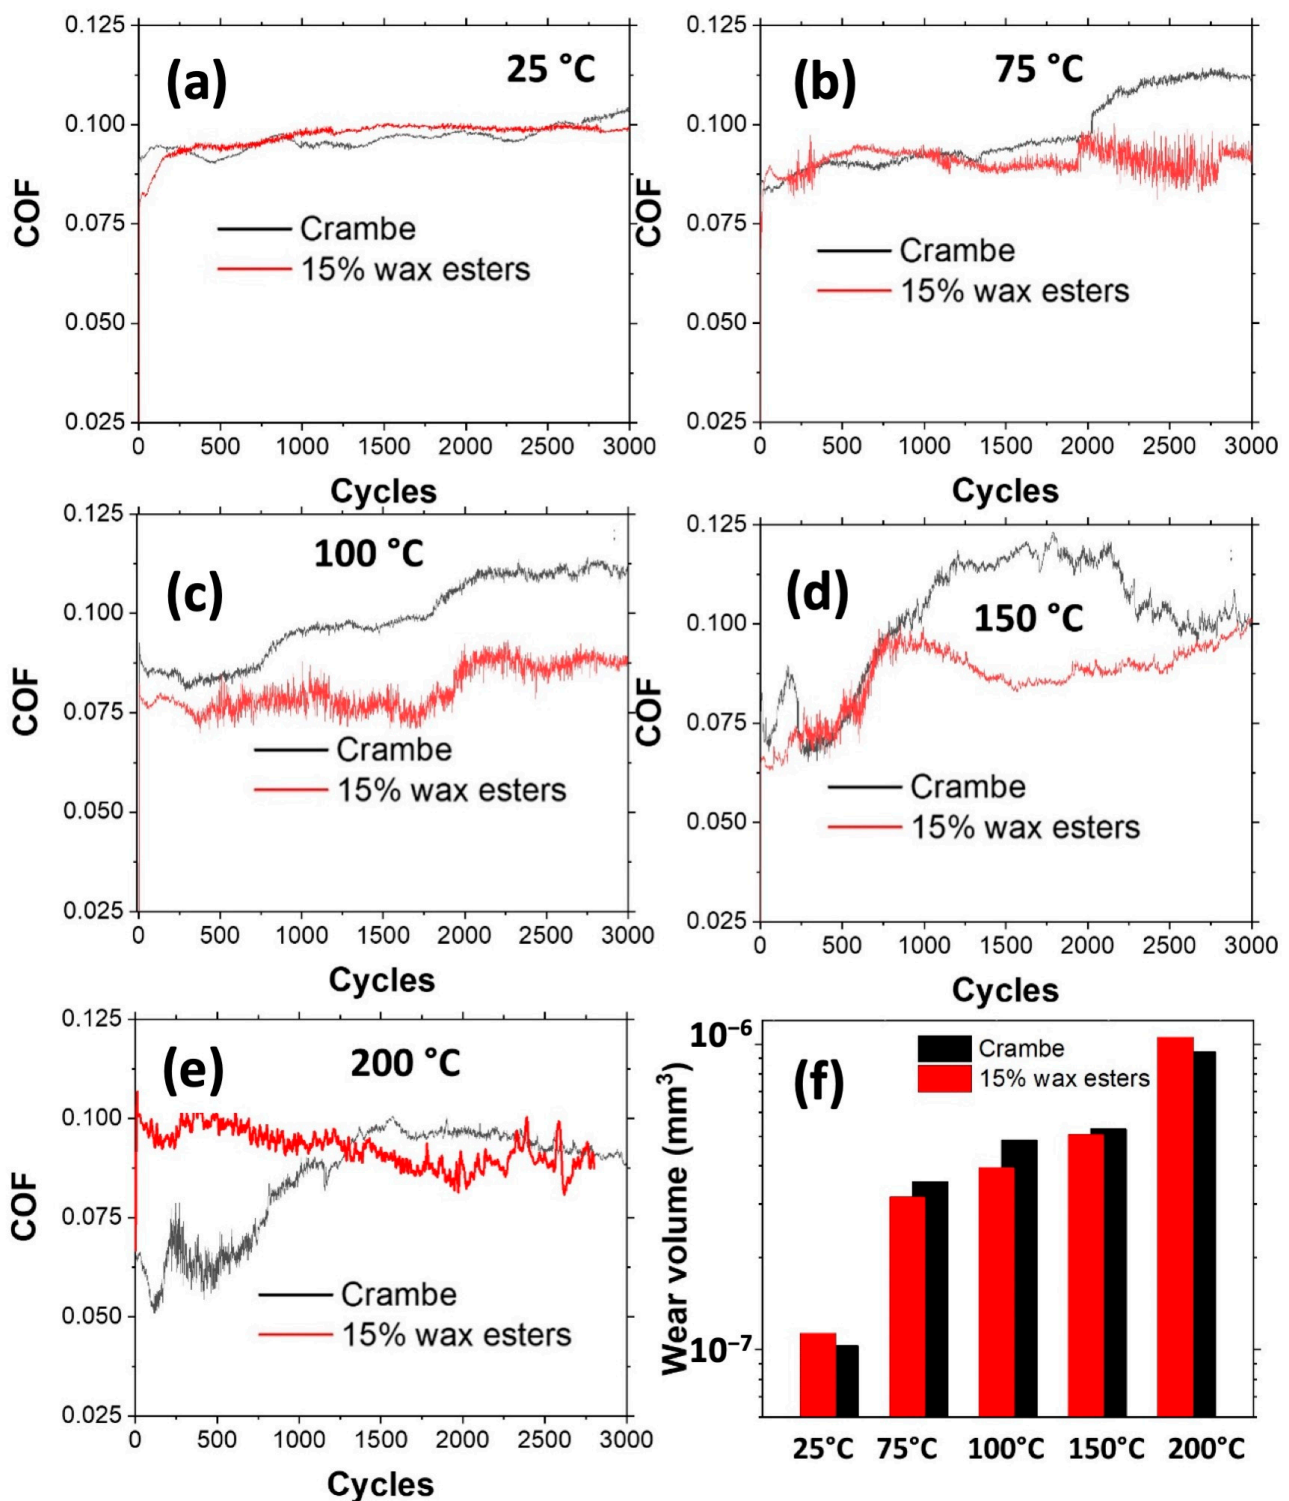 (a)
25 °C
COF
0.125
0.100
0.075
0.050
0.025
Crambe
15% wax esters
0 500 1000 1500 2000 2500 3000
Cycles
(b)
75 °C
COF
0.125
0.100
0.075
0.050
0.025
Crambe
15% wax esters
0 500 1000 1500 2000 2500 3000
Cycles
(c)
100 °C
COF
0.125
0.100
0.075
0.050
0.025
Crambe
15% wax esters
0 500 1000 1500 2000 2500 3000
Cycles
(d)
150 °C
COF
0.125
0.100
0.075
0.050
0.025
Crambe
15% wax esters
0 500 1000 1500 2000 2500 3000
Cycles
(e)
200 °C
COF
0.125
0.100
0.075
0.050
0.025
Crambe
15% wax esters
0 500 1000 1500 2000 2500 3000
Cycles
(f)
Wear volume (mm³)
10⁻⁶
10⁻⁷
Crambe
15% wax esters
25°C 75°C 100°C 150°C 200°C